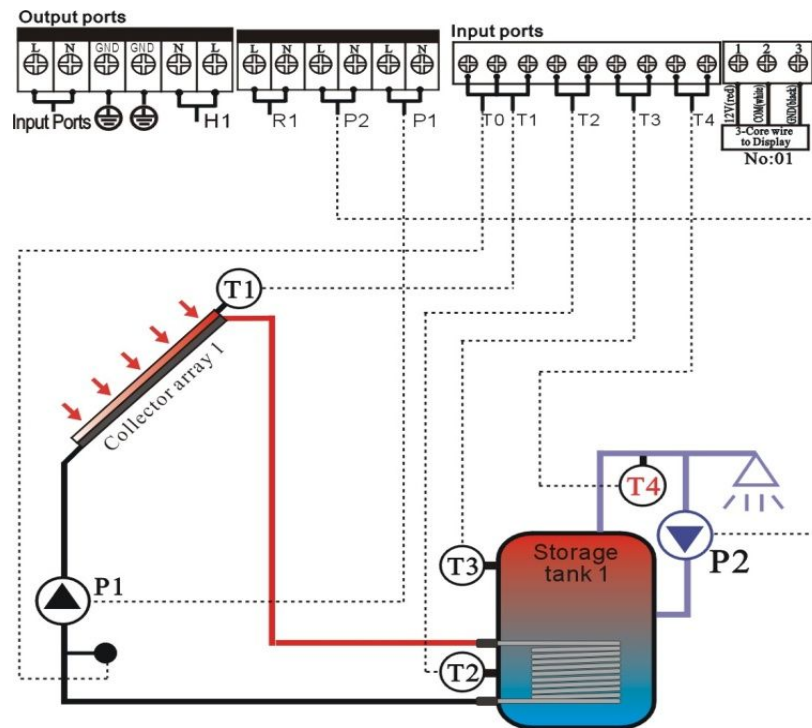 Output ports
Input ports
L N GND GND N L
L N L N L N
1 2 3
12V(red)
COM(white)
GND(black)
Input Ports
H1
R1
P2
P1
T0
T1
T2
T3
T4
3-Core wire
to Display
No:01
T1
Collector array 1
T4
P2
Storage
tank 1
T3
P1
T2